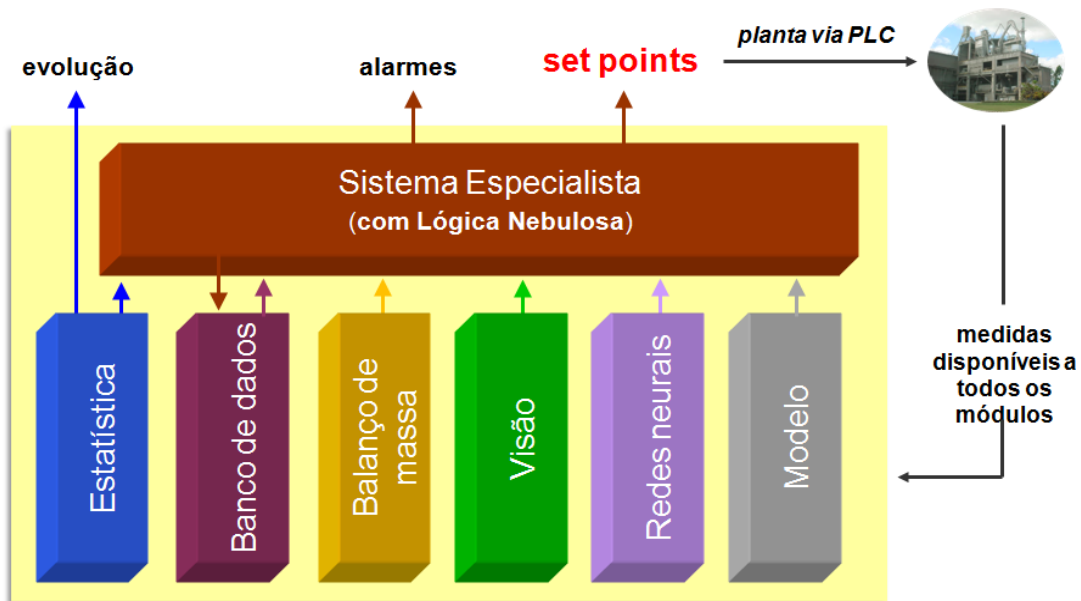 planta via PLC
evolução
alarmes
set points
Sistema Especialista
(com Lógica Nebulosa)
Estatística
Banco de dados
Balanço de
massa
Visão
Redes neurais
Modelo
medidas
disponíveis a
todos os
módulos